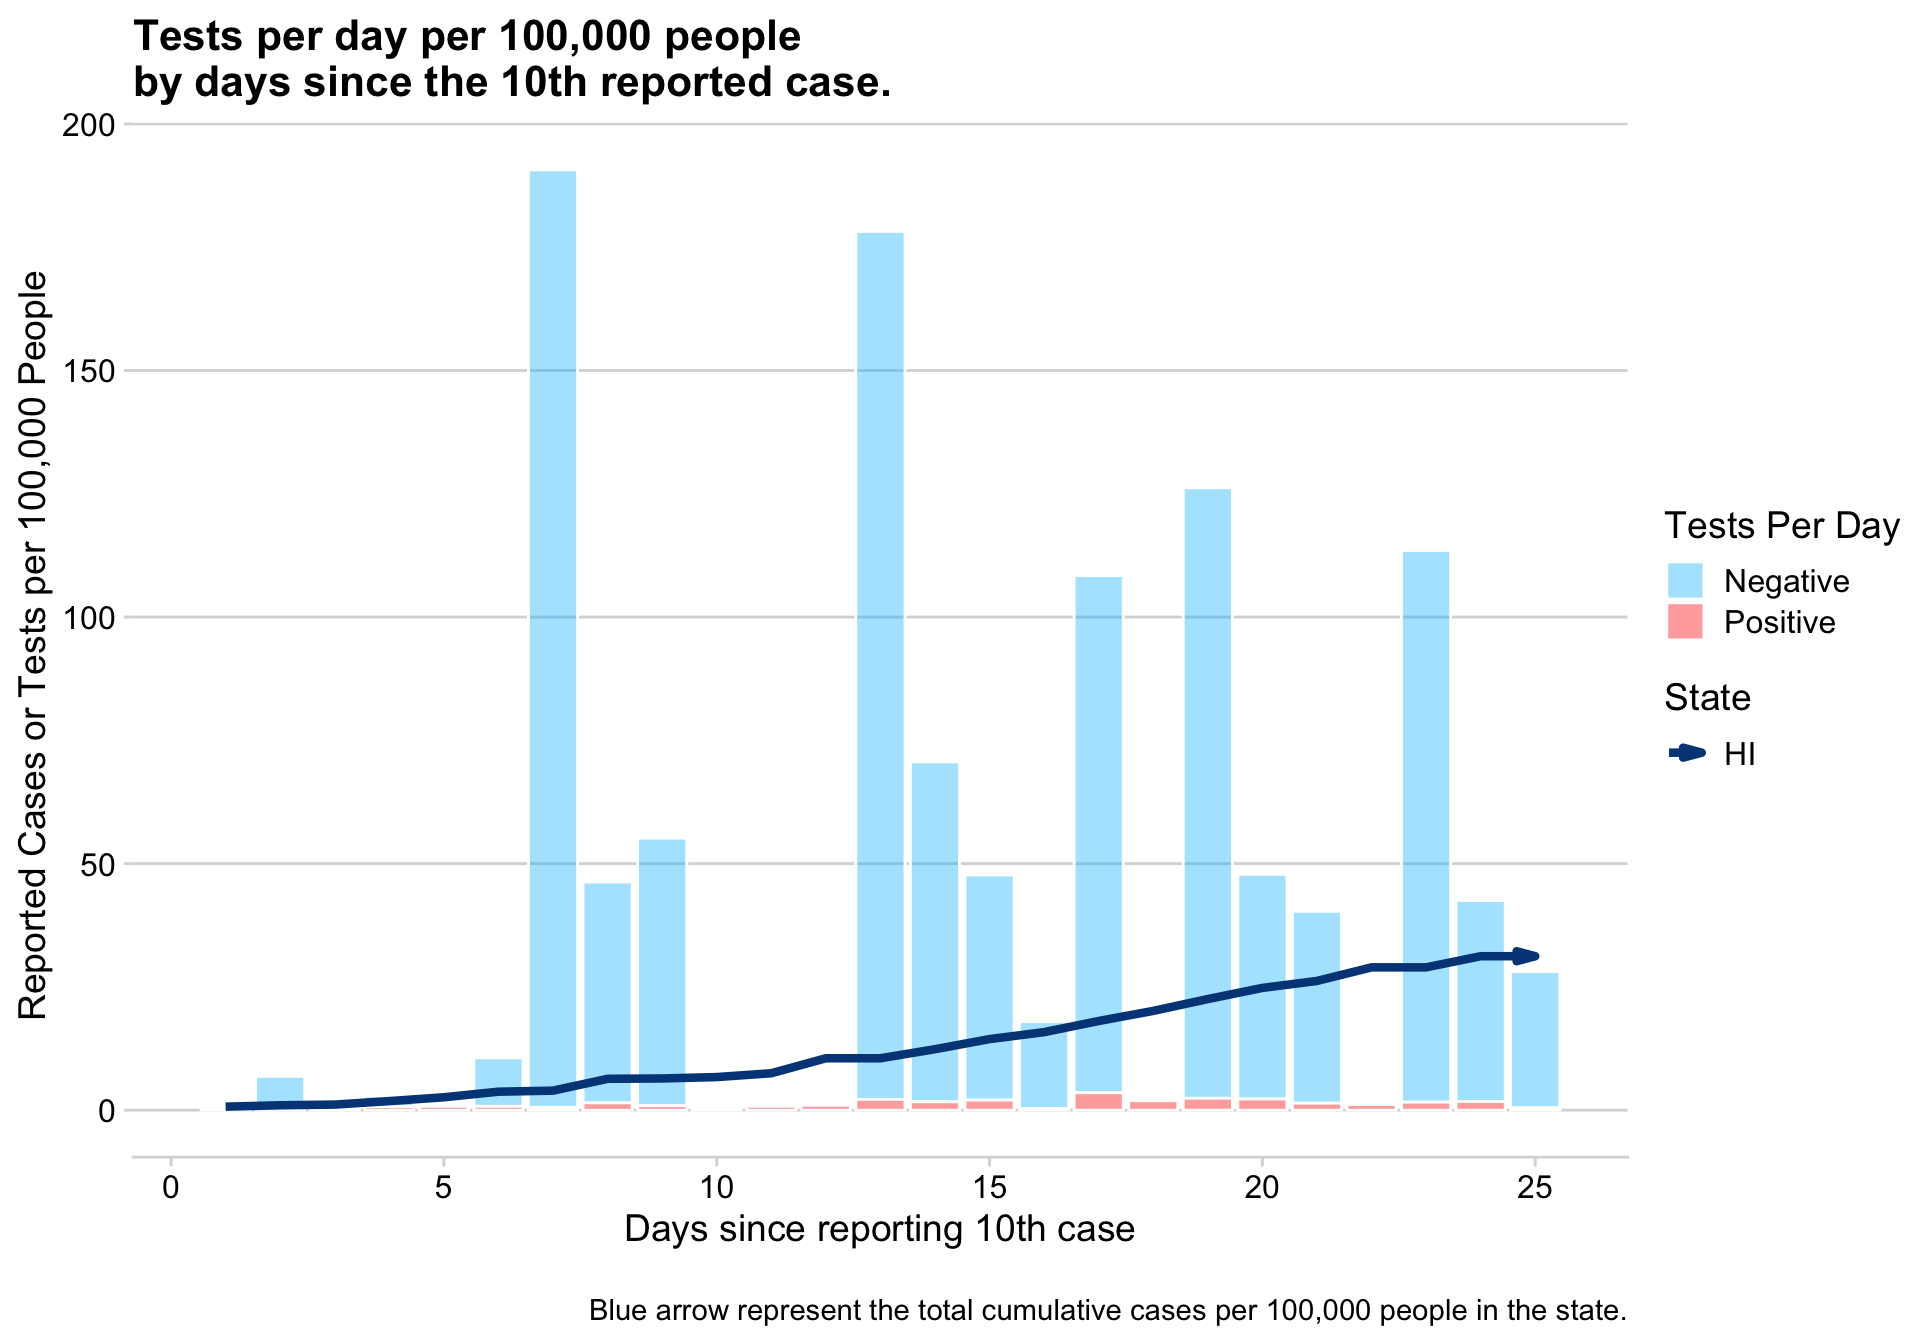 Tests per day per 100,000 people
by days since the 10th reported case.
Reported Cases or Tests per 100,000 People
200
150
100
50
0
0
5
10
15
20
25
Days since reporting 10th case
Tests Per Day
Negative
Positive
State
HI
Blue arrow represent the total cumulative cases per 100,000 people in the state.